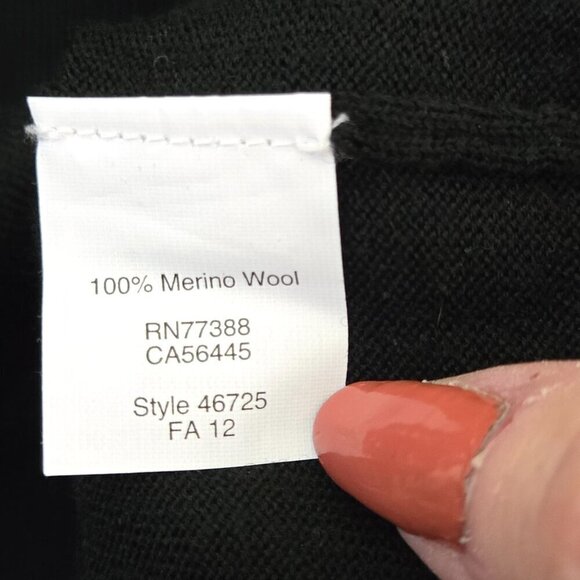 100% Merino Wool
RN77388
CA56445
Style 46725
FA 12